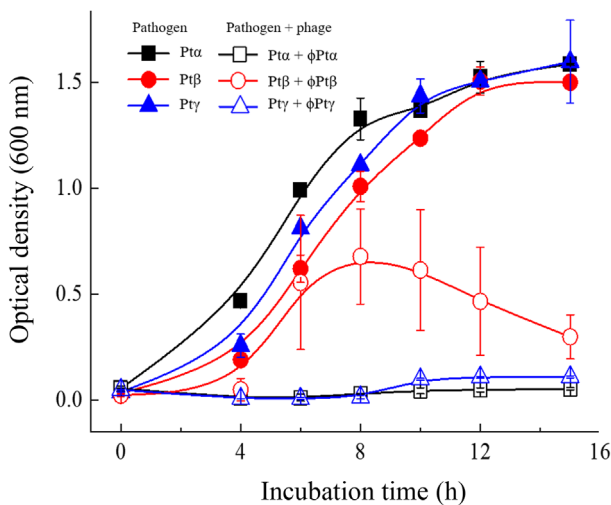 Pathogen Pathogen + phage
Ptα Ptα + ϕPtα
Ptβ Ptβ + ϕPtβ
Ptγ Ptγ + ϕPtγ
Optical density (600 nm)
1.5
1.0
0.5
0.0
0 4 8 12 16
Incubation time (h)